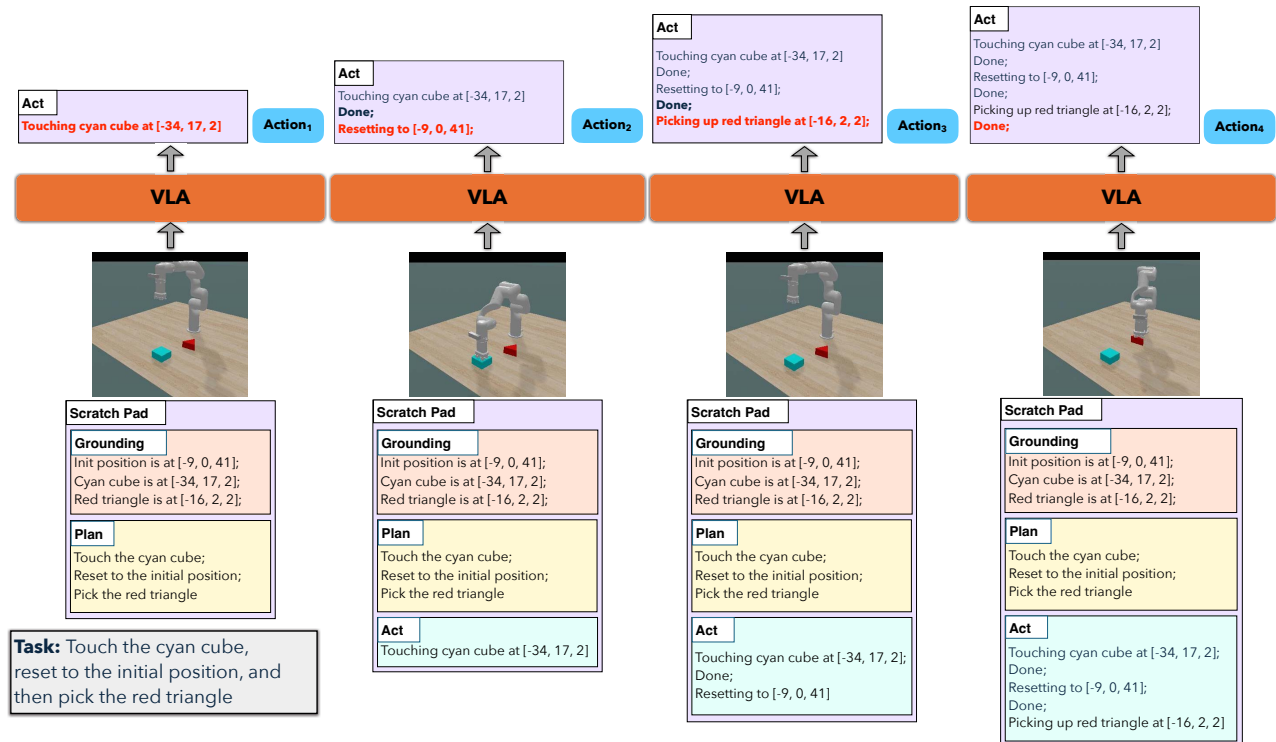 Act
Touching cyan cube at [-34, 17, 2]
Action1
VLA
Scratch Pad
Grounding
Init position is at [-9, 0, 41];
Cyan cube is at [-34, 17, 2];
Red triangle is at [-16, 2, 2];
Plan
Touch the cyan cube;
Reset to the initial position;
Pick the red triangle
Task: Touch the cyan cube,
reset to the initial position, and
then pick the red triangle
Act
Touching cyan cube at [-34, 17, 2]
Done;
Resetting to [-9, 0, 41];
Action2
VLA
Scratch Pad
Grounding
Init position is at [-9, 0, 41];
Cyan cube is at [-34, 17, 2];
Red triangle is at [-16, 2, 2];
Plan
Touch the cyan cube;
Reset to the initial position;
Pick the red triangle
Act
Touching cyan cube at [-34, 17, 2]
Act
Touching cyan cube at [-34, 17, 2]
Done;
Resetting to [-9, 0, 41];
Done;
Picking up red triangle at [-16, 2, 2];
Action3
VLA
Scratch Pad
Grounding
Init position is at [-9, 0, 41];
Cyan cube is at [-34, 17, 2];
Red triangle is at [-16, 2, 2];
Plan
Touch the cyan cube;
Reset to the initial position;
Pick the red triangle
Act
Touching cyan cube at [-34, 17, 2];
Done;
Resetting to [-9, 0, 41]
Act
Touching cyan cube at [-34, 17, 2]
Done;
Resetting to [-9, 0, 41];
Done;
Picking up red triangle at [-16, 2, 2];
Done;
Action4
VLA
Scratch Pad
Grounding
Init position is at [-9, 0, 41];
Cyan cube is at [-34, 17, 2];
Red triangle is at [-16, 2, 2];
Plan
Touch the cyan cube;
Reset to the initial position;
Pick the red triangle
Act
Touching cyan cube at [-34, 17, 2];
Done;
Resetting to [-9, 0, 41];
Done;
Picking up red triangle at [-16, 2, 2]